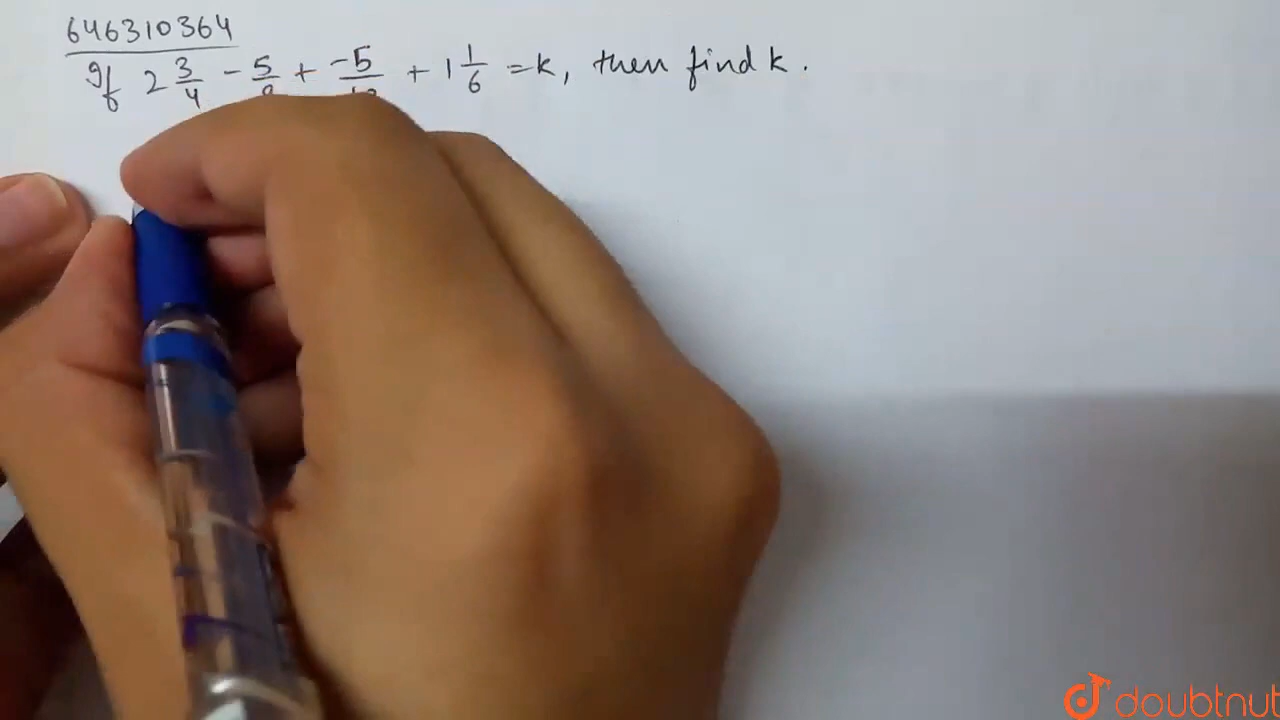 646310364
If 2 3/4 - 5/ + -5/ + 1 1/6 = k, then find k.
doubtnut